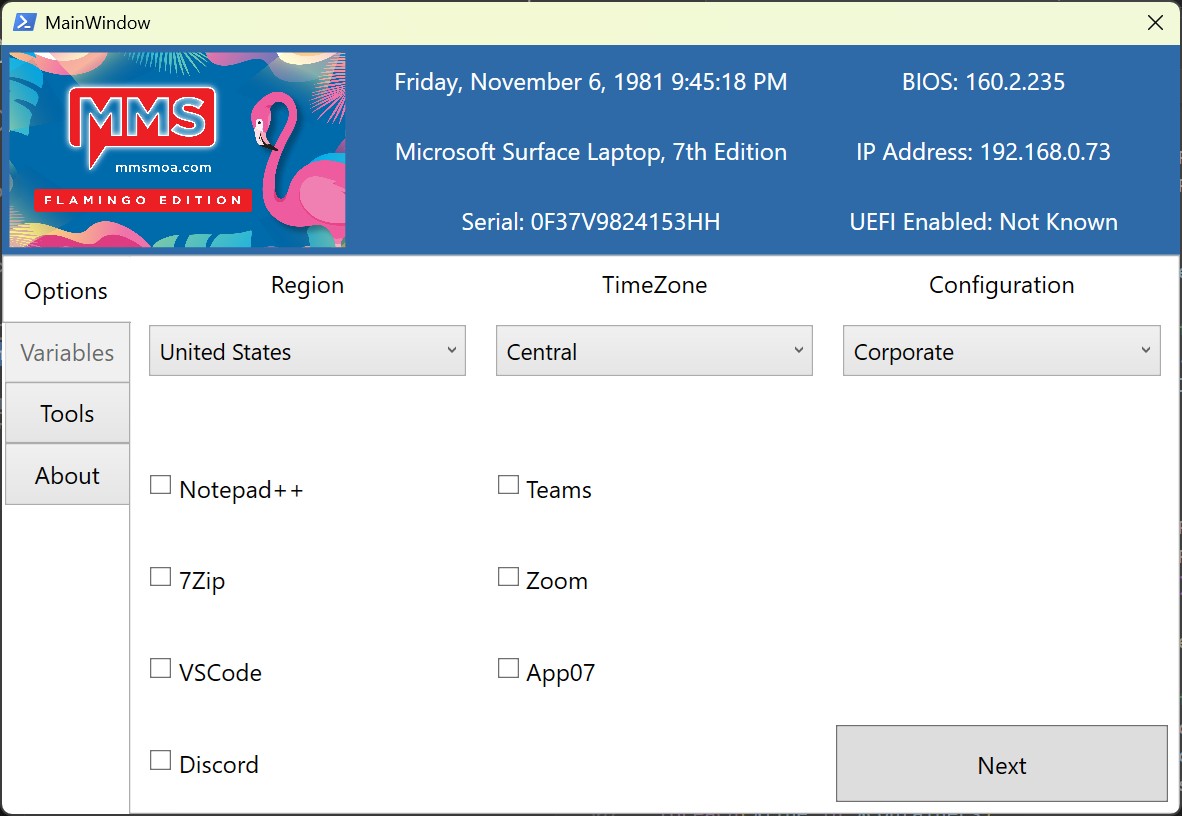 MainWindow
MMS
mmsmoa.com
FLAMINGO EDITION
Friday, November 6, 1981 9:45:18 PM
BIOS: 160.2.235
Microsoft Surface Laptop, 7th Edition
IP Address: 192.168.0.73
Serial: 0F37V9824153HH
UEFI Enabled: Not Known
Options
Variables
Tools
About
Region
TimeZone
Configuration
United States
Central
Corporate
Notepad++
Teams
7Zip
Zoom
VSCode
App07
Discord
Next